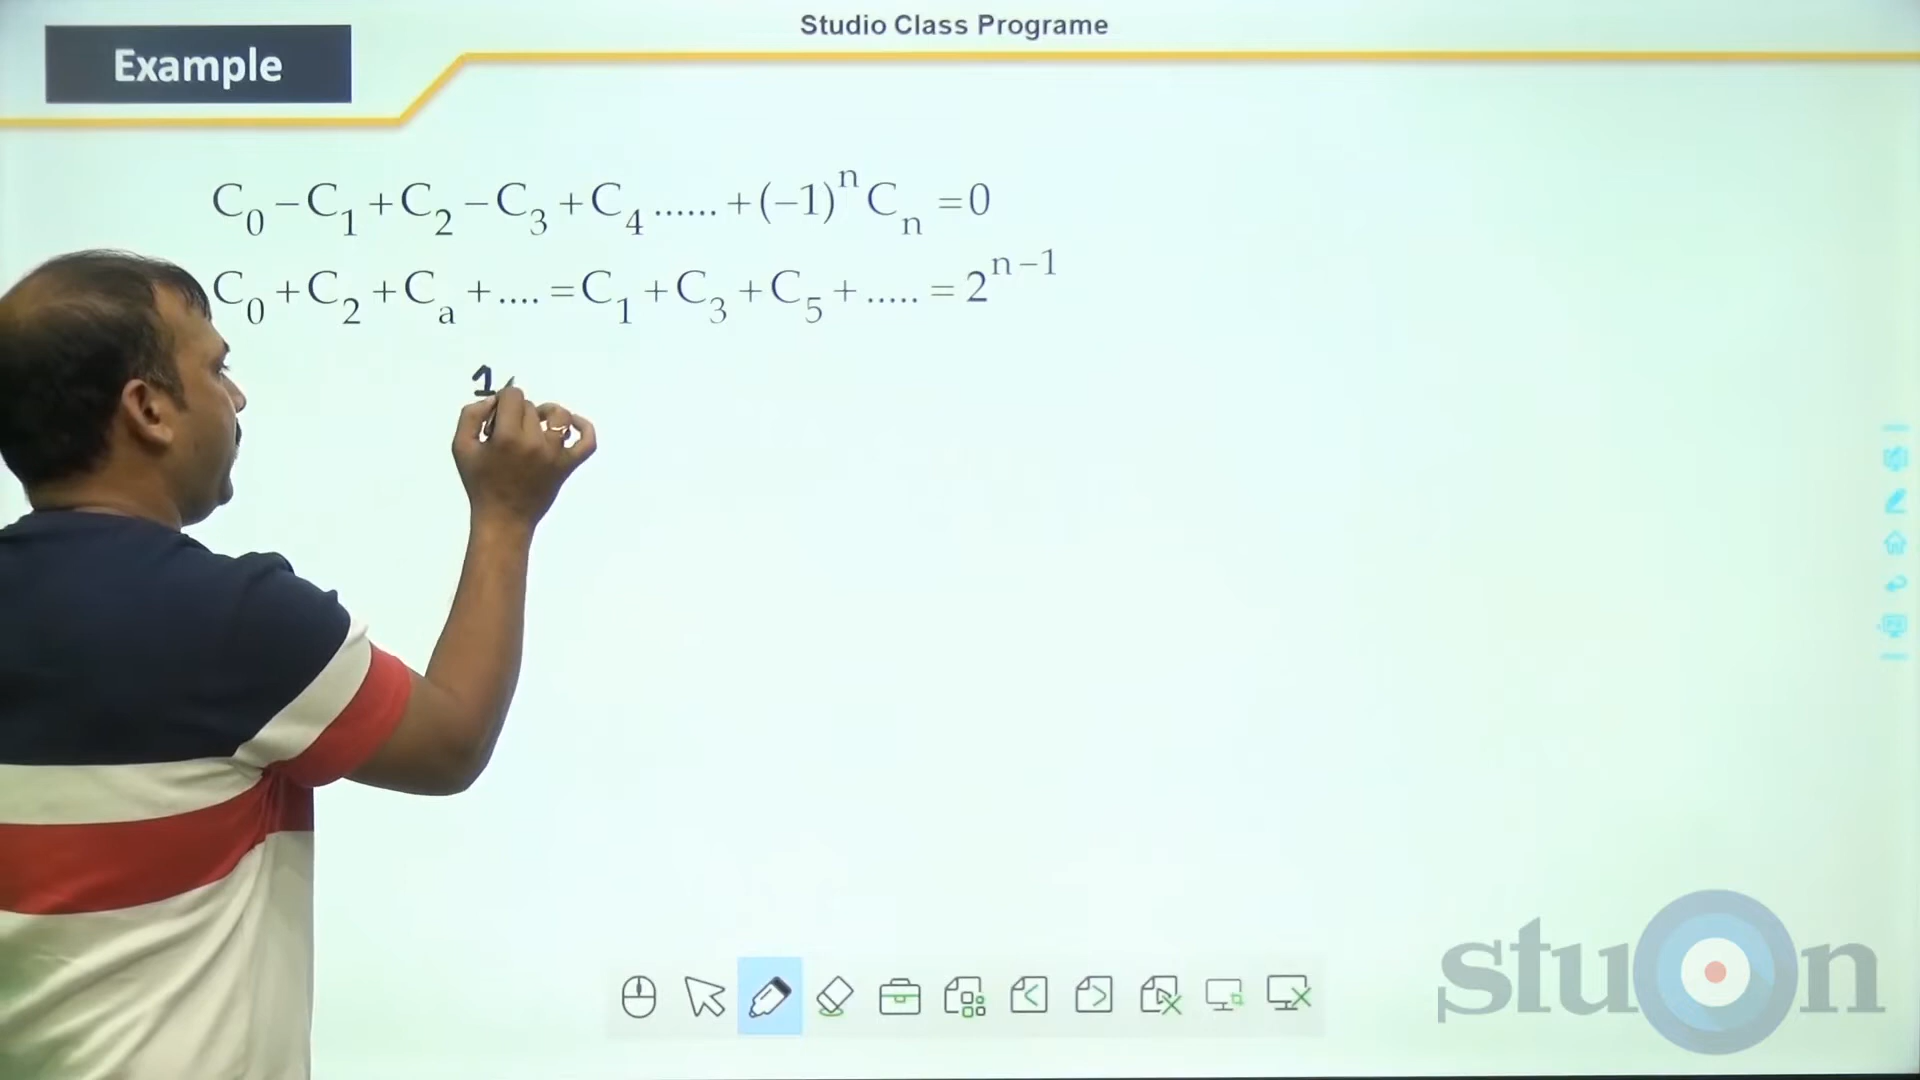 Studio Class Programe
Example
C₀ − C₁ + C₂ − C₃ + C₄ ...... + (−1)ⁿ Cₙ = 0
C₀ + C₂ + Cₐ + .... = C₁ + C₃ + C₅ + ..... = 2ⁿ⁻¹
1
stuOn